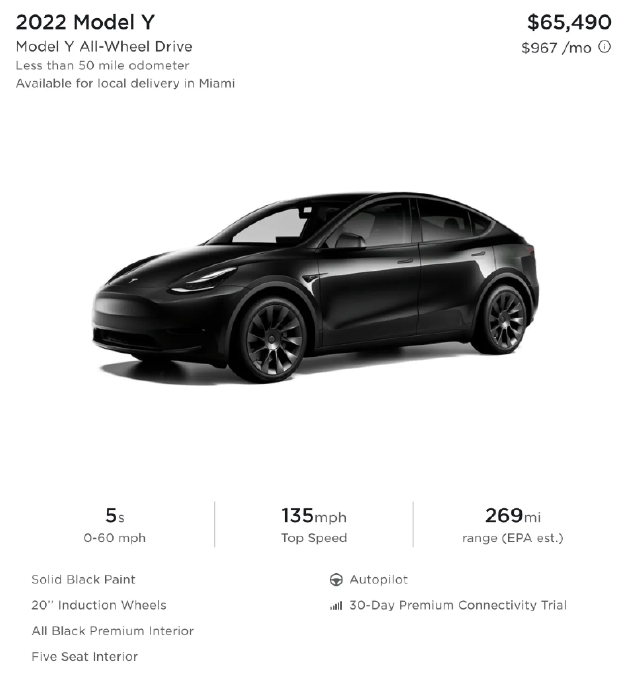 2022 Model Y
$65,490
Model Y All-Wheel Drive
$967 /mo
Less than 50 mile odometer
Available for local delivery in Miami
5s
0-60 mph
135mph
Top Speed
269mi
range (EPA est.)
Solid Black Paint
20’’ Induction Wheels
All Black Premium Interior
Five Seat Interior
Autopilot
30-Day Premium Connectivity Trial